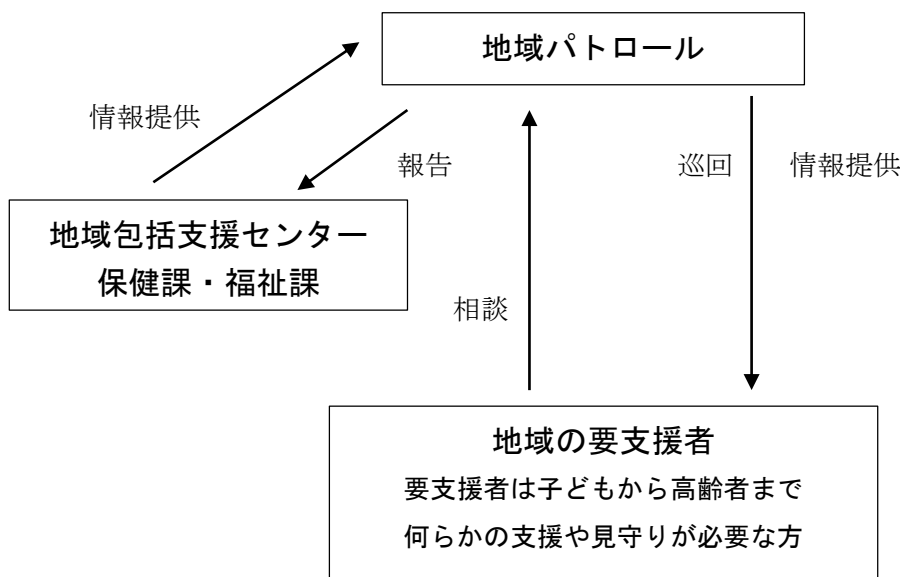 地域パトロール
情報提供
報告
巡回
情報提供
地域包括支援センター
保健課・福祉課
相談
地域の要支援者
要支援者は子どもから高齢者まで
何らかの支援や見守りが必要な方